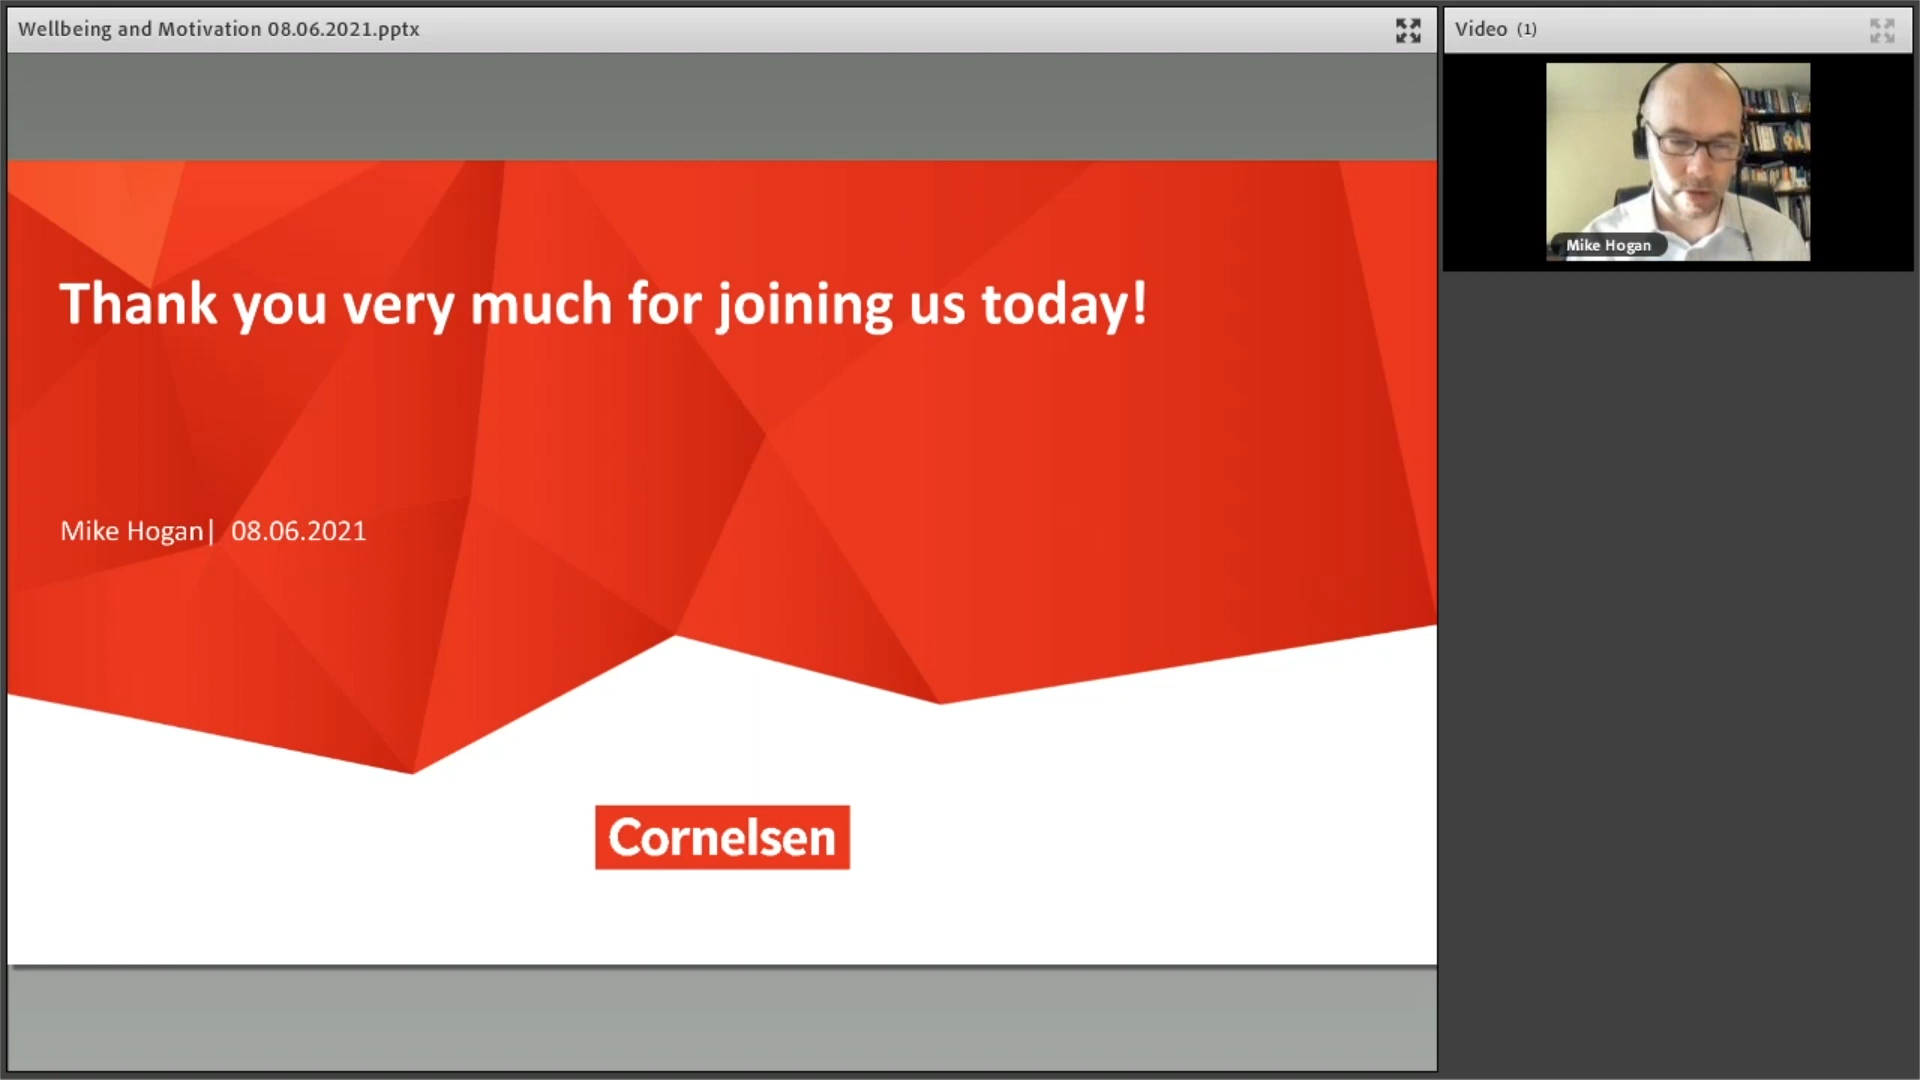 Wellbeing and Motivation 08.06.2021.pptx
Video (1)
Mike Hogan
Thank you very much for joining us today!
Mike Hogan| 08.06.2021
Cornelsen